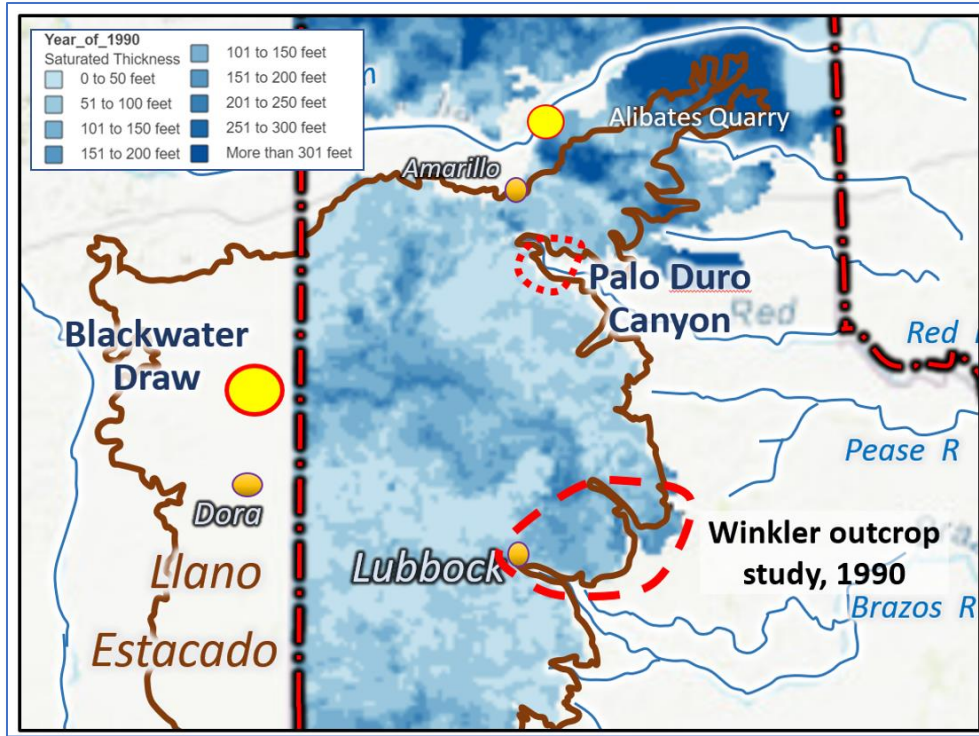 Year_of_1990
Saturated Thickness
0 to 50 feet
51 to 100 feet
101 to 150 feet
151 to 200 feet
101 to 150 feet
151 to 200 feet
201 to 250 feet
251 to 300 feet
More than 301 feet
Alibates Quarry
Amarillo
Palo Duro
Canyon
Red
Blackwater
Draw
Red
Pease R
Dora
Lubbock
Winkler outcrop
study, 1990
Brazos R
Llano
Estacado